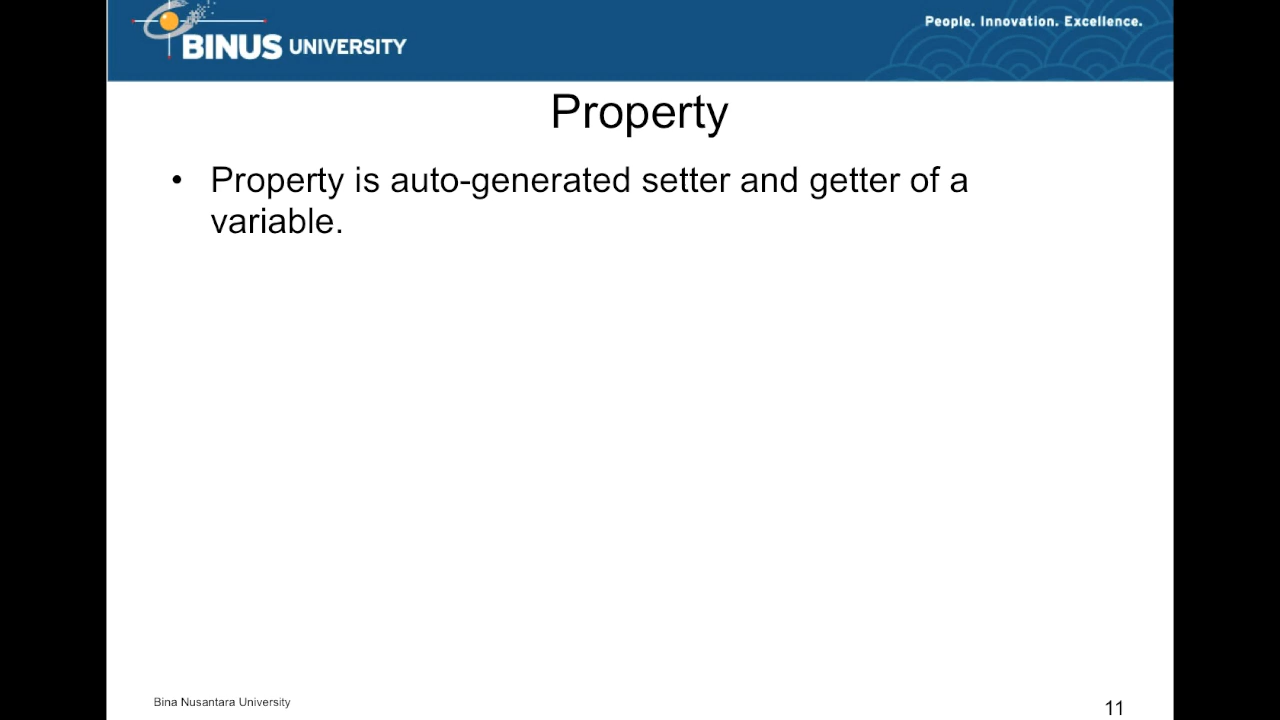 BINUS UNIVERSITY
People. Innovation. Excellence.
Property
• Property is auto-generated setter and getter of a
variable.
Bina Nusantara University
11